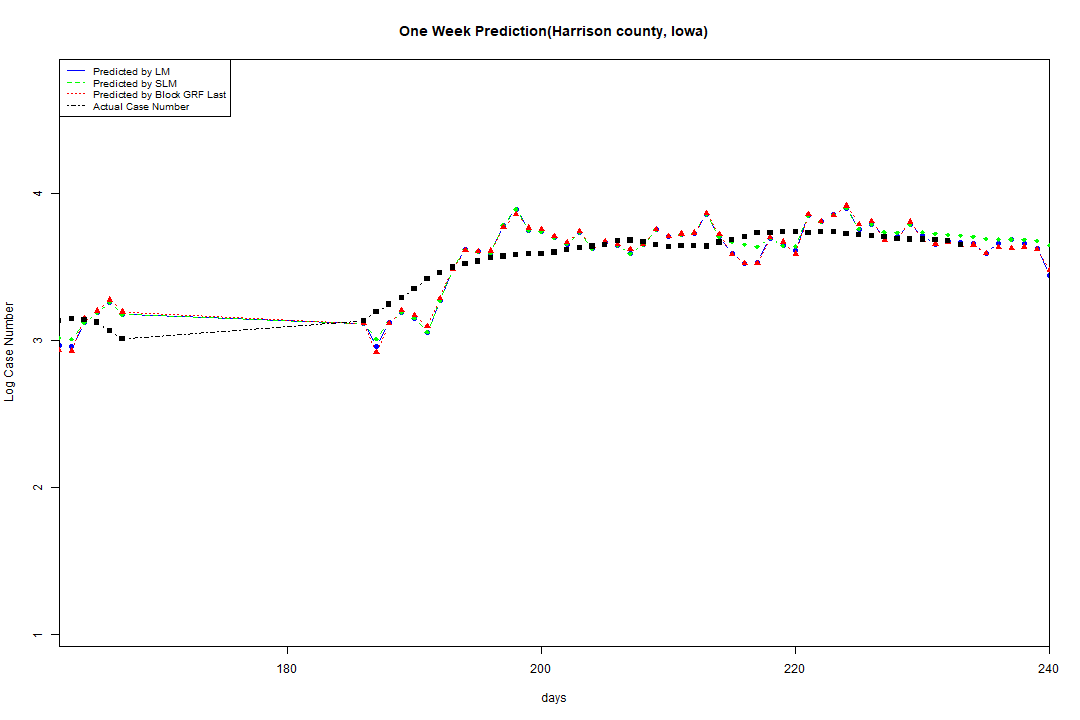 One Week Prediction(Harrison county, Iowa)
Predicted by LM
Predicted by SLM
Predicted by Block GRF Last
Actual Case Number
4
3
2
1
Log Case Number
180
200
220
240
days